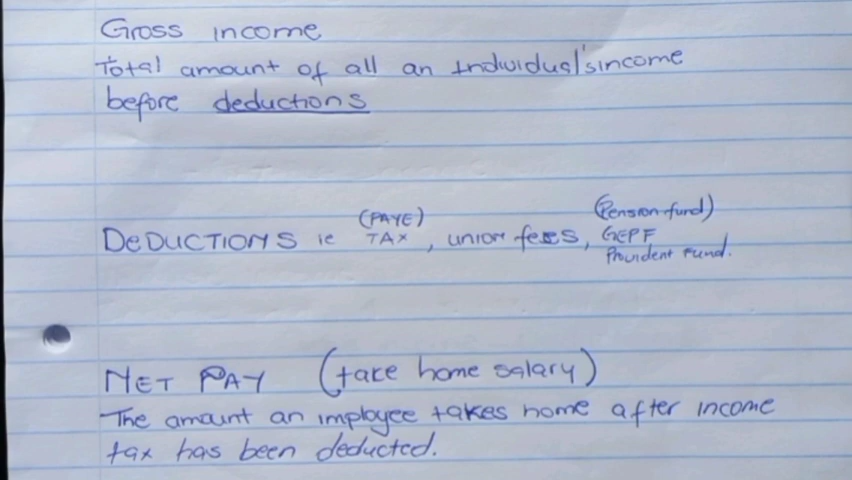 Gross income
Total amount of all an individual's income
before deductions
(PAYE) (Pension fund)
DEDUCTIONS ie TAX, union fees, GEPF
Provident Fund.
NET PAY (take home salary)
The amount an imployee takes home after income
tax has been deducted.